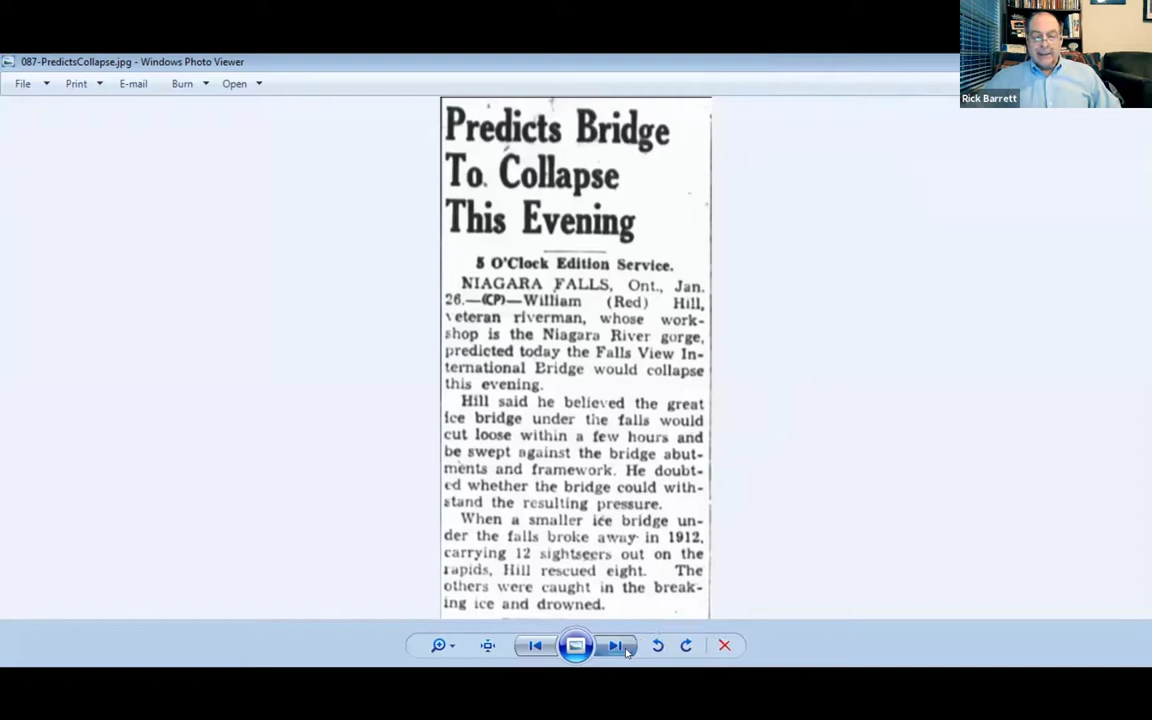 087-PredictsCollapse.jpg - Windows Photo Viewer
File Print E-mail Burn Open
Rick Barrett
Predicts Bridge
To Collapse
This Evening
5 O'Clock Edition Service.
NIAGARA FALLS, Ont., Jan.
26.—(CP)—William (Red) Hill,
veteran riverman, whose work-
shop is the Niagara River gorge,
predicted today the Falls View In-
ternational Bridge would collapse
this evening.
Hill said he believed the great
ice bridge under the falls would
cut loose within a few hours and
be swept against the bridge abut-
ments and framework. He doubt-
ed whether the bridge could with-
stand the resulting pressure.
When a smaller ice bridge un-
der the falls broke away in 1912,
carrying 12 sightseers out on the
rapids, Hill rescued eight. The
others were caught in the break-
ing ice and drowned.